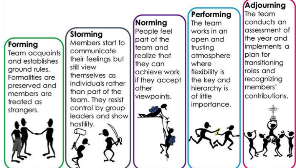 Forming
Team acquaints
and establishes
ground rules.
Formalities are
preserved and
members are
treated as
strangers.
Storming
Members start to
communicate
their feelings but
still view
themselves as
individuals rather
than part of the
team. They resist
control by group
leaders and show
hostility.
Norming
People feel
part of the
team and
realize that
they can
achieve work
if they accept
other
viewpoints.
Performing
The team
works in an
open and
trusting
atmosphere
where
flexibility is
the key and
hierarchy is
of little
importance.
Adjourning
The team
conduct an
assessment of
the year and
implements a
plan for
transitioning
roles and
recognising
members'
contributions.